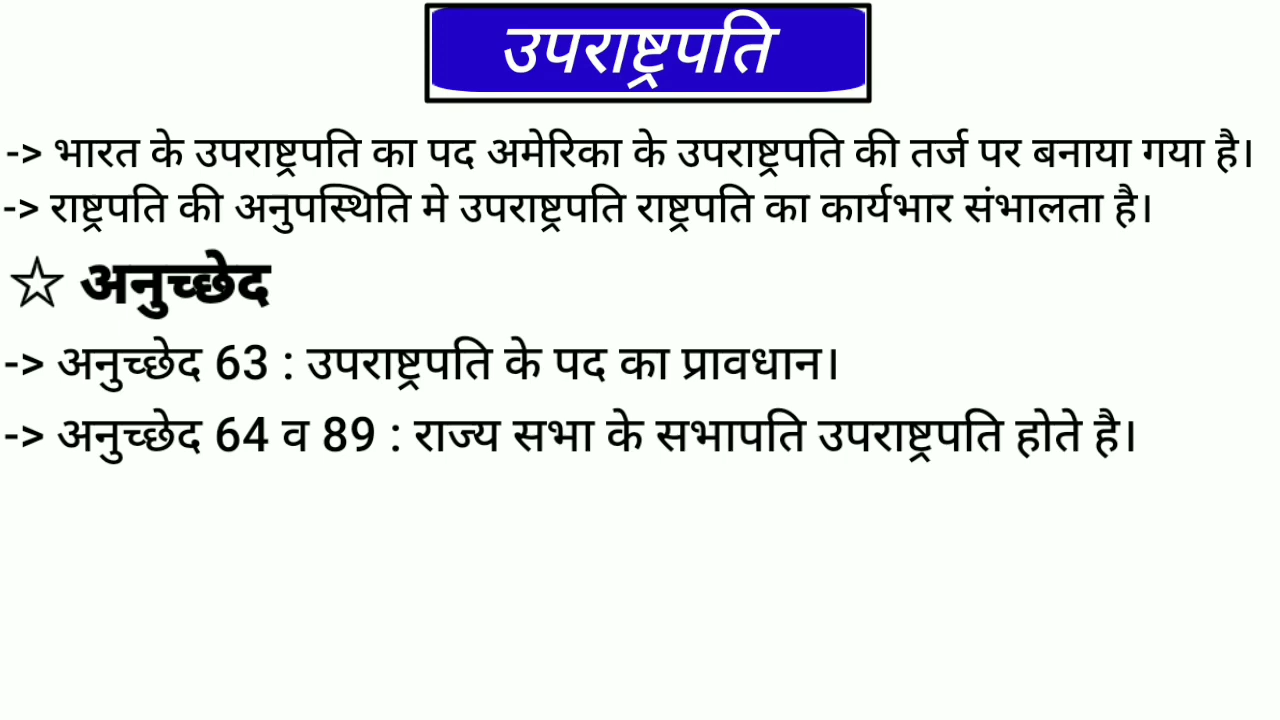 उपराष्ट्रपति
-> भारत के उपराष्ट्रपति का पद अमेरिका के उपराष्ट्रपति की तर्ज पर बनाया गया है।
-> राष्ट्रपति की अनुपस्थिति मे उपराष्ट्रपति राष्ट्रपति का कार्यभार संभालता है।
☆ अनुच्छेद
-> अनुच्छेद 63 : उपराष्ट्रपति के पद का प्रावधान।
-> अनुच्छेद 64 व 89 : राज्य सभा के सभापति उपराष्ट्रपति होते है।